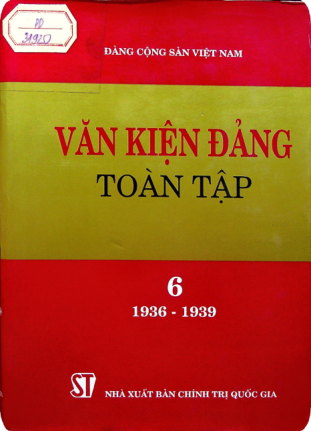 ĐẢNG CỘNG SẢN VIỆT NAM
VĂN KIỆN ĐẢNG
TOÀN TẬP
6
1936 - 1939
ST
NHÀ XUẤT BẢN CHÍNH TRỊ QUỐC GIA